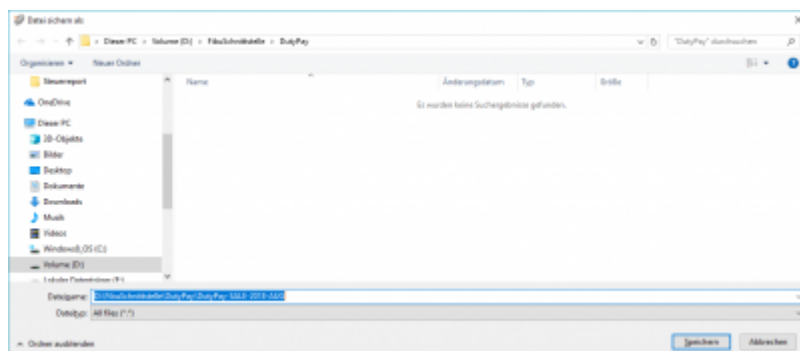 Datei sichern als
Dieser PC > Volume (D:) > FibuSchnittstelle > DutyPay
"DutyPay" durchsuchen
Organisieren
Neuer Ordner
Steuerreport
OneDrive
Dieser PC
3D-Objekte
Bilder
Desktop
Dokumente
Downloads
Musik
Videos
Windows8_OS (C:)
Volume (D:)
Name
Änderungsdatum
Typ
Größe
Es wurden keine Suchergebnisse gefunden.
Dateiname:
Dateityp: All files (*.*)
Ordner ausblenden
Speichern
Abbrechen